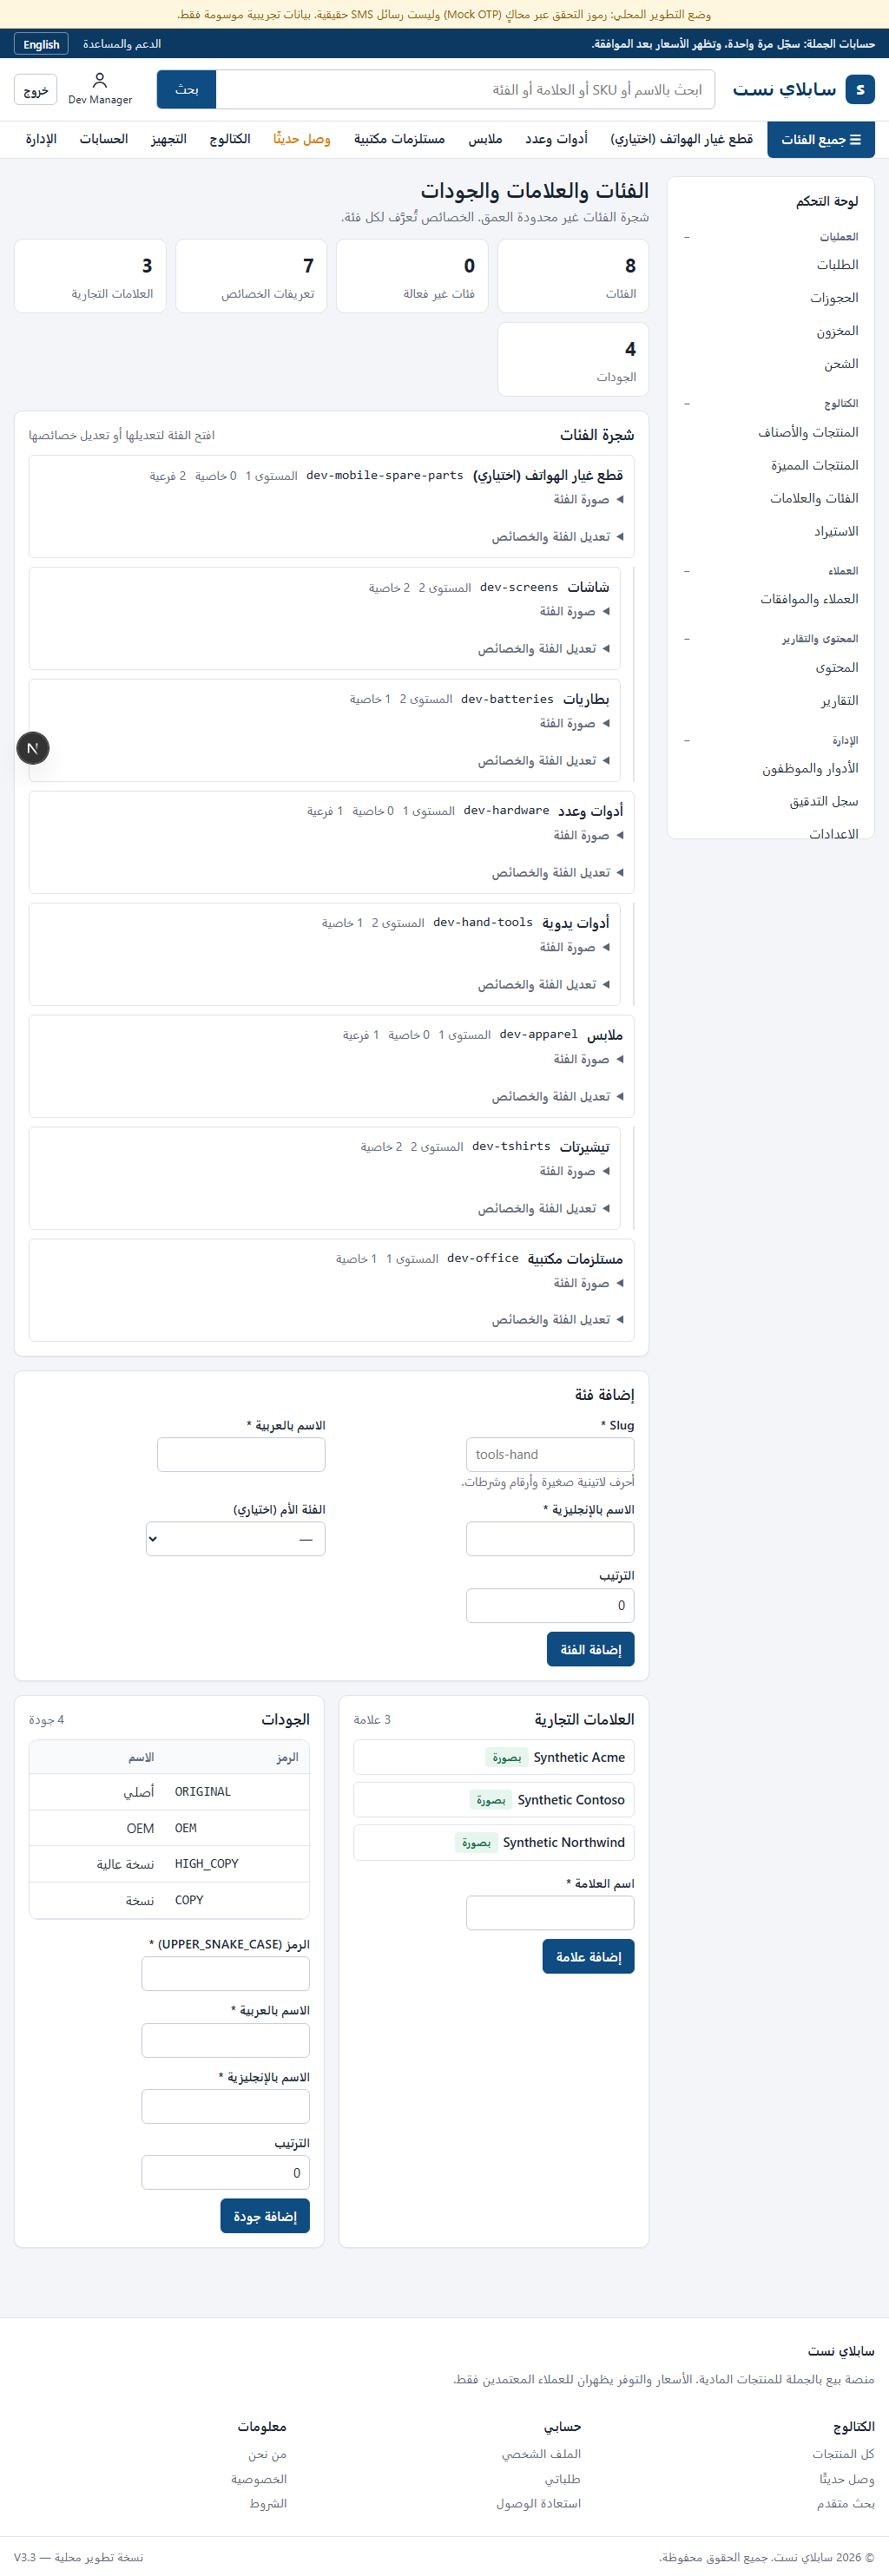 وضع التطوير المحلي: رموز التحقق عبر محاكٍ (Mock OTP) وليست رسائل SMS حقيقية. بيانات تجريبية موسومة فقط.
حسابات الجملة: سجّل مرة واحدة، وتظهر الأسعار بعد الموافقة.
الدعم والمساعدة
English
S
سابلاي نست
ابحث بالاسم أو SKU أو العلامة أو الفئة
بحث
Dev Manager
خروج
☰ جميع الفئات
قطع غيار الهواتف (اختياري)
أدوات وعدد
ملابس
مستلزمات مكتبية
وصل حديثًا
الكتالوج
التجهيز
الحسابات
الإدارة
لوحة التحكم
العمليات –
الطلبات
الحجوزات
المخزون
الشحن
الكتالوج –
المنتجات والأصناف
المنتجات المميزة
الفئات والعلامات
الاستيراد
العملاء –
العملاء والموافقات
المحتوى والتقارير –
المحتوى
التقارير
الإدارة –
الأدوار والموظفون
سجل التدقيق
الإعدادات
الفئات والعلامات والجودات
شجرة الفئات غير محدودة العمق. الخصائص تُعرَّف لكل فئة.
8
الفئات
0
فئات غير فعالة
7
تعريفات الخصائص
3
العلامات التجارية
4
الجودات
شجرة الفئات
افتح الفئة لتعديلها أو تعديل خصائصها
قطع غيار الهواتف (اختياري) dev-mobile-spare-parts المستوى 1 0 خاصية 2 فرعية
◀ صورة الفئة
◀ تعديل الفئة والخصائص
شاشات dev-screens المستوى 2 2 خاصية
◀ صورة الفئة
◀ تعديل الفئة والخصائص
بطاريات dev-batteries المستوى 2 1 خاصية
◀ صورة الفئة
◀ تعديل الفئة والخصائص
N
أدوات وعدد dev-hardware المستوى 1 0 خاصية 1 فرعية
◀ صورة الفئة
◀ تعديل الفئة والخصائص
أدوات يدوية dev-hand-tools المستوى 2 1 خاصية
◀ صورة الفئة
◀ تعديل الفئة والخصائص
ملابس dev-apparel المستوى 1 0 خاصية 1 فرعية
◀ صورة الفئة
◀ تعديل الفئة والخصائص
تيشيرتات dev-tshirts المستوى 2 2 خاصية
◀ صورة الفئة
◀ تعديل الفئة والخصائص
مستلزمات مكتبية dev-office المستوى 1 1 خاصية
◀ صورة الفئة
◀ تعديل الفئة والخصائص
إضافة فئة
Slug *
tools-hand
أحرف لاتينية صغيرة وأرقام وشرطات.
الاسم بالعربية *
الاسم بالإنجليزية *
الفئة الأم (اختياري)
—
الترتيب
0
إضافة الفئة
العلامات التجارية
3 علامة
Synthetic Acme بصورة
Synthetic Contoso بصورة
Synthetic Northwind بصورة
اسم العلامة *
إضافة علامة
الجودات
4 جودة
الرمز الاسم
ORIGINAL أصلي
OEM OEM
HIGH_COPY نسخة عالية
COPY نسخة
الرمز (UPPER_SNAKE_CASE) *
الاسم بالعربية *
الاسم بالإنجليزية *
الترتيب
0
إضافة جودة
سابلاي نست
منصة بيع بالجملة للمنتجات المادية. الأسعار والتوفر يظهران للعملاء المعتمدين فقط.
الكتالوج
كل المنتجات
وصل حديثًا
بحث متقدم
حسابي
الملف الشخصي
طلباتي
استعادة الوصول
معلومات
من نحن
الخصوصية
الشروط
© 2026 سابلاي نست. جميع الحقوق محفوظة.
نسخة تطوير محلية — V3.3